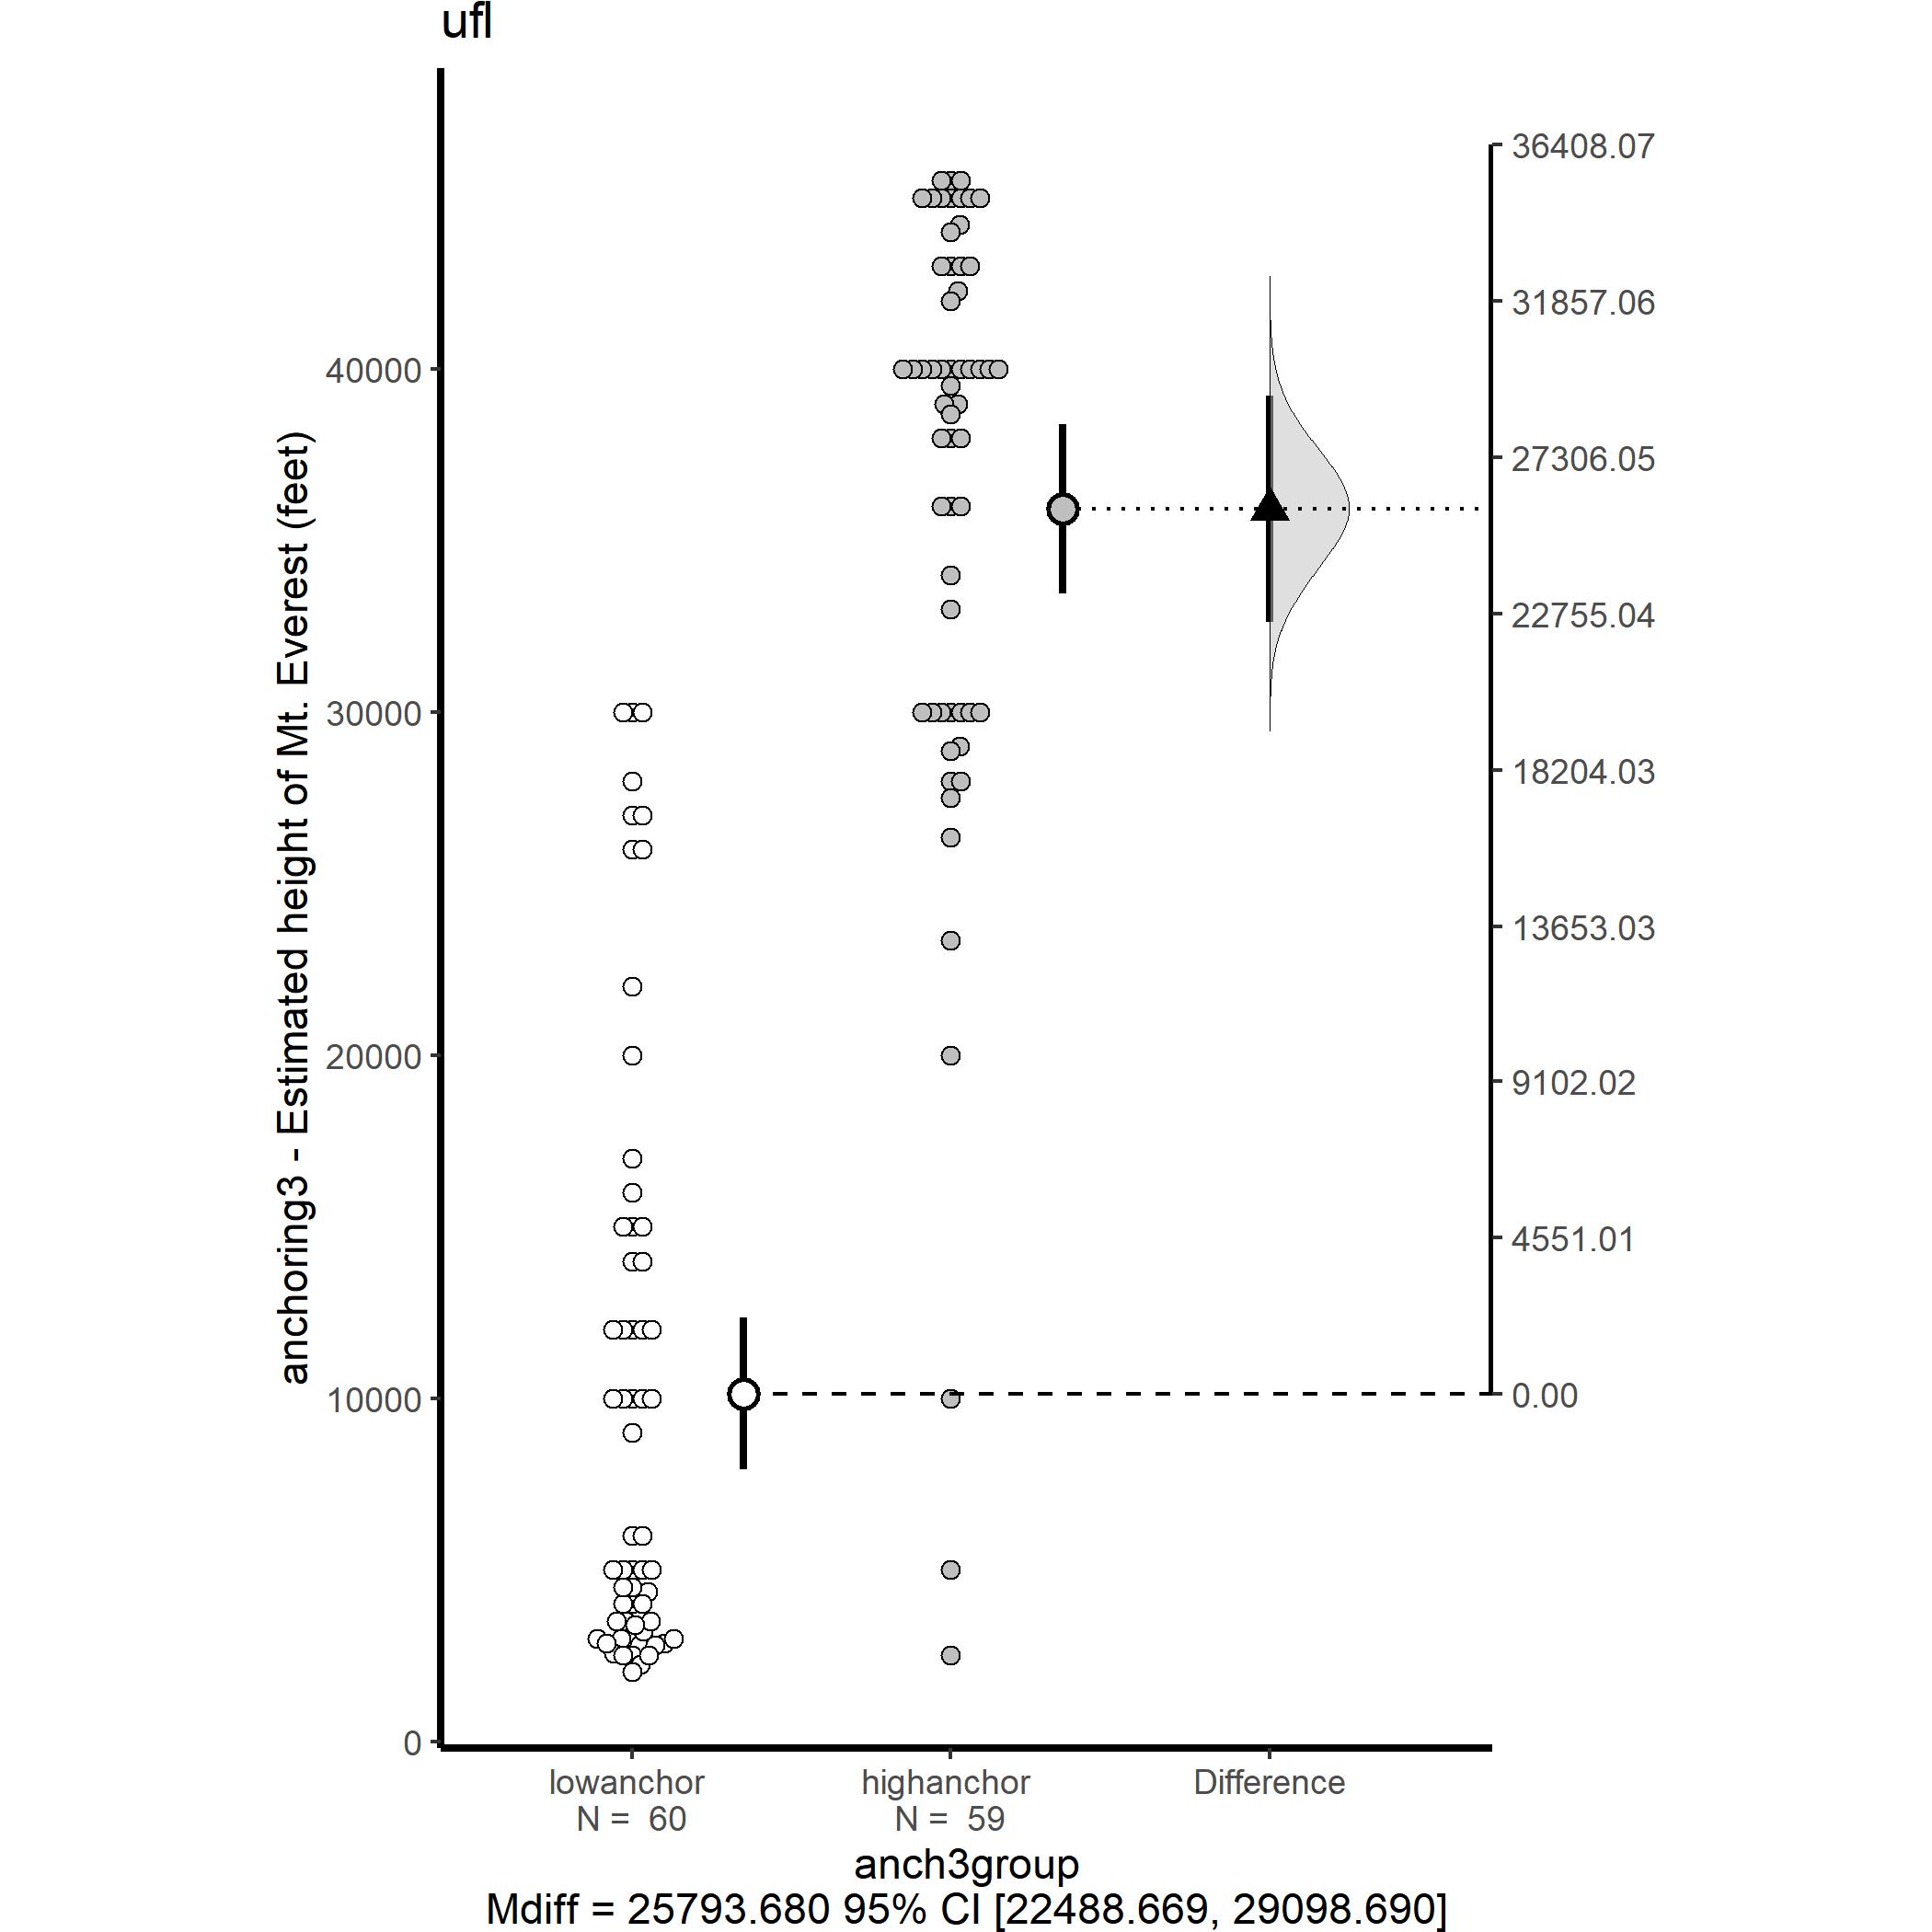 ufl
anchoring3 - Estimated height of Mt. Everest (feet)
40000
30000
20000
10000
0
36408.07
31857.06
27306.05
22755.04
18204.03
13653.03
9102.02
4551.01
0.00
lowanchor
N =  60
highanchor
N =  59
Difference
anch3group
Mdiff = 25793.680 95% CI [22488.669, 29098.690]